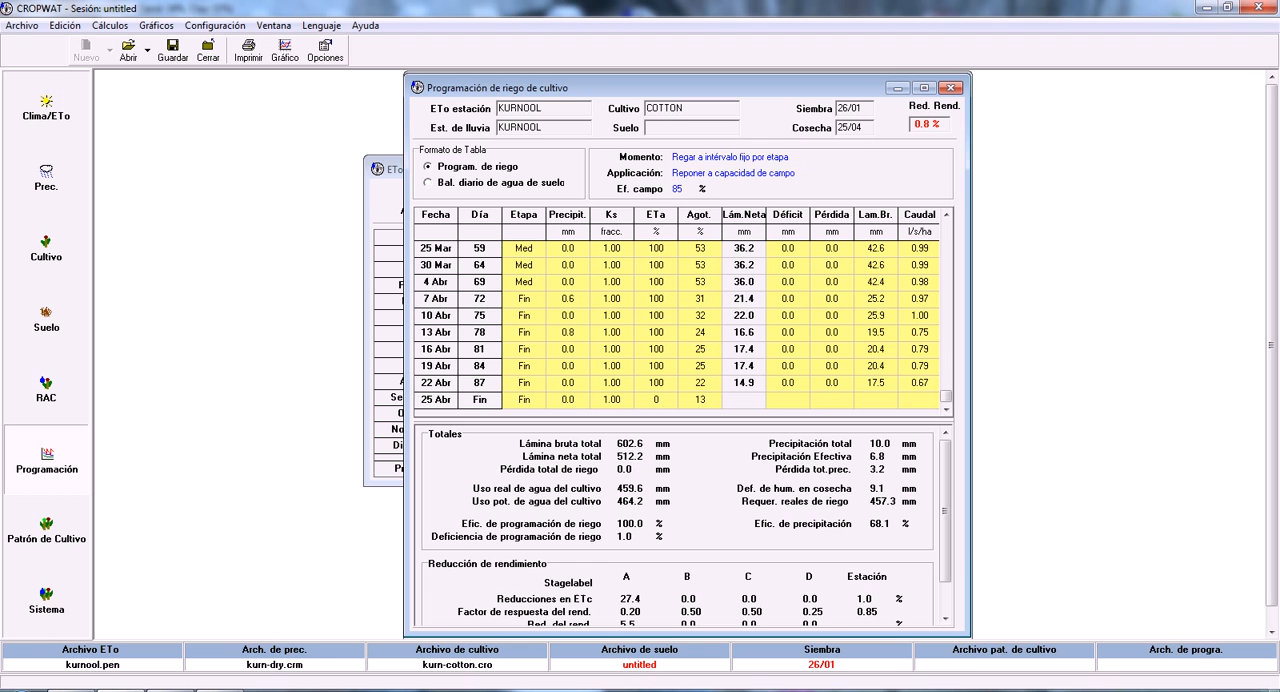 CROPWAT - Sesión: untitled
Archivo Edición Cálculos Gráficos Configuración Ventana Lenguaje Ayuda
Nuevo Abrir Guardar Cerrar Imprimir Gráfico Opciones
Clima/ETo
Prec.
Cultivo
Suelo
RAC
Programación
Patrón de Cultivo
Sistema
Programación de riego de cultivo
ETo estación KURNOOL Cultivo COTTON Siembra 26/01 Red. Rend.
Est. de lluvia KURNOOL Suelo Cosecha 25/04 0.8 %
Formato de Tabla
Program. de riego
Bal. diario de agua de suelo
Momento: Regar a intérvalo fijo por etapa
Aplicación: Reponer a capacidad de campo
Ef. campo 85 %
Fecha Día Etapa Precipit. Ks ETa Agot. Lám.Neta Déficit Pérdida Lam.Br. Caudal
mm fracc. % % mm mm mm mm l/s/ha
25 Mar 59 Med 0.0 1.00 100 53 36.2 0.0 0.0 42.6 0.99
30 Mar 64 Med 0.0 1.00 100 53 36.2 0.0 0.0 42.6 0.99
4 Abr 69 Med 0.0 1.00 100 53 36.0 0.0 0.0 42.4 0.98
7 Abr 72 Fin 0.6 1.00 100 31 21.4 0.0 0.0 25.2 0.97
10 Abr 75 Fin 0.0 1.00 100 32 22.0 0.0 0.0 25.9 1.00
13 Abr 78 Fin 0.8 1.00 100 24 16.6 0.0 0.0 19.5 0.75
16 Abr 81 Fin 0.0 1.00 100 25 17.4 0.0 0.0 20.4 0.79
19 Abr 84 Fin 0.0 1.00 100 25 17.4 0.0 0.0 20.4 0.79
22 Abr 87 Fin 0.0 1.00 100 22 14.9 0.0 0.0 17.5 0.67
25 Abr Fin Fin 0.0 1.00 0 13
Totales
Lámina bruta total 602.6 mm Precipitación total 10.0 mm
Lámina neta total 512.2 mm Precipitación Efectiva 6.8 mm
Pérdida total de riego 0.0 mm Pérdida tot.prec. 3.2 mm
Uso real de agua del cultivo 459.6 mm Def. de hum. en cosecha 9.1 mm
Uso pot. de agua del cultivo 464.2 mm Requer. reales de riego 457.3 mm
Efic. de programación de riego 100.0 % Efic. de precipitación 68.1 %
Deficiencia de programación de riego 1.0 %
Reducción de rendimiento
Stagelabel A B C D Estación
Reducciones en ETc 27.4 0.0 0.0 0.0 1.0 %
Factor de respuesta del rend. 0.20 0.50 0.50 0.25 0.85
Red. del rend. 5.5 0.0 0.0 0.0 %
Archivo ETo Arch. de prec. Archivo de cultivo Archivo de suelo Siembra Archivo pat. de cultivo Arch. de progra.
kurnool.pen kurn-dry.crm kurn-cotton.cro untitled 26/01